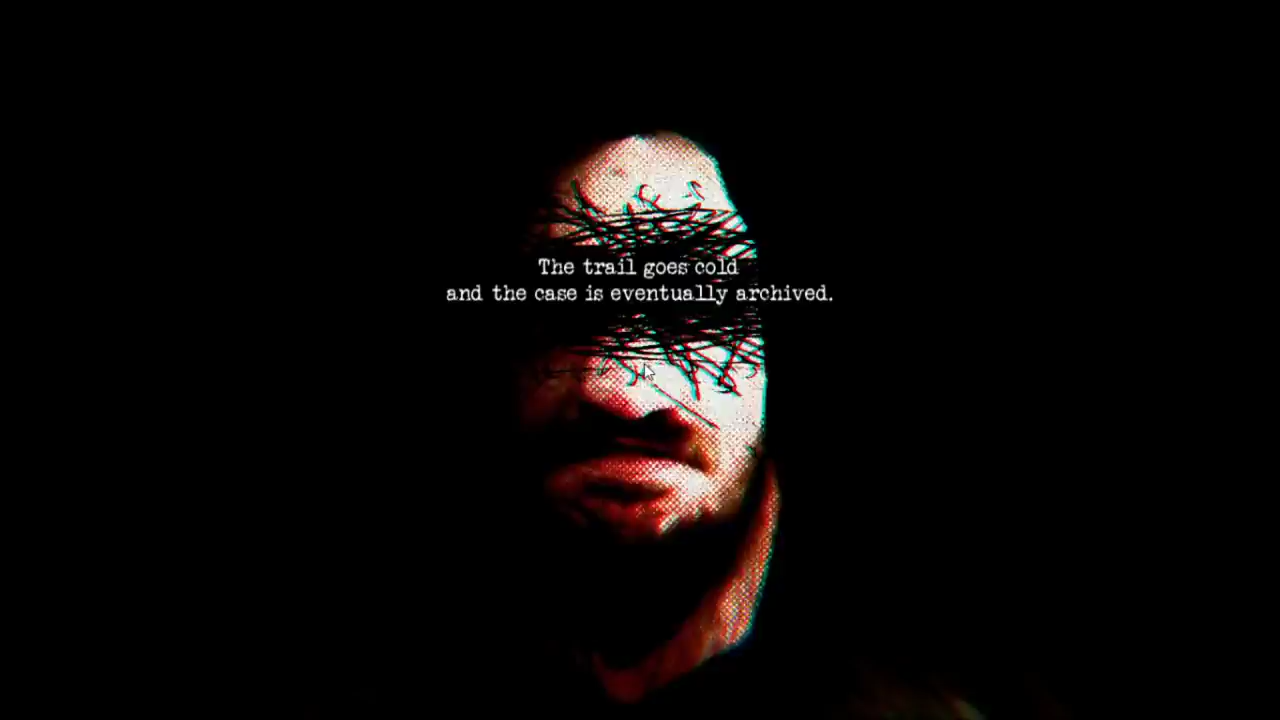 The trail goes cold
and the case is eventually archived.